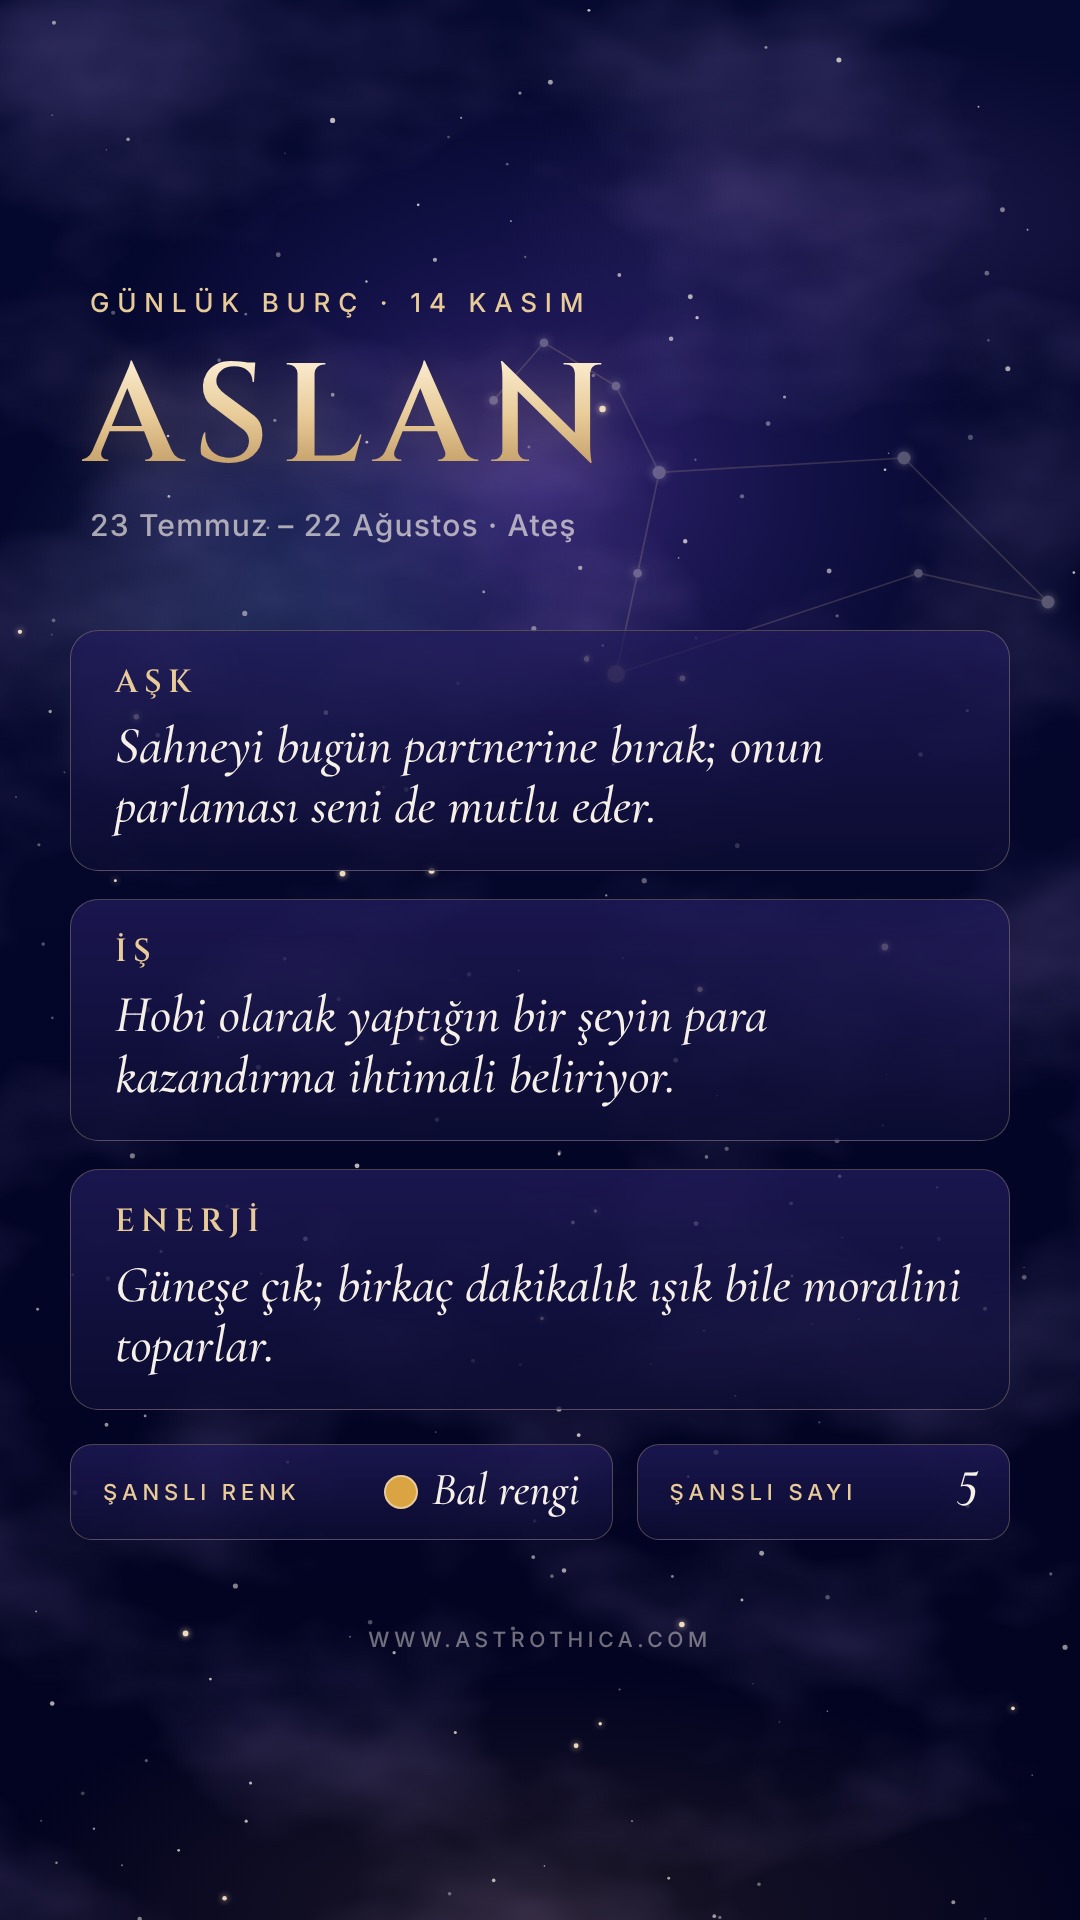 GÜNLÜK BURÇ · 14 KASIM
ASLAN
23 Temmuz – 22 Ağustos · Ateş
AŞK
Sahneyi bugün partnerine bırak; onun
parlaması seni de mutlu eder.
İŞ
Hobi olarak yaptığın bir şeyin para
kazandırma ihtimali beliriyor.
ENERJİ
Güneşe çık; birkaç dakikalık ışık bile moralini
toparlar.
ŞANSLI RENK Bal rengi
ŞANSLI SAYI 5
WWW.ASTROTHICA.COM